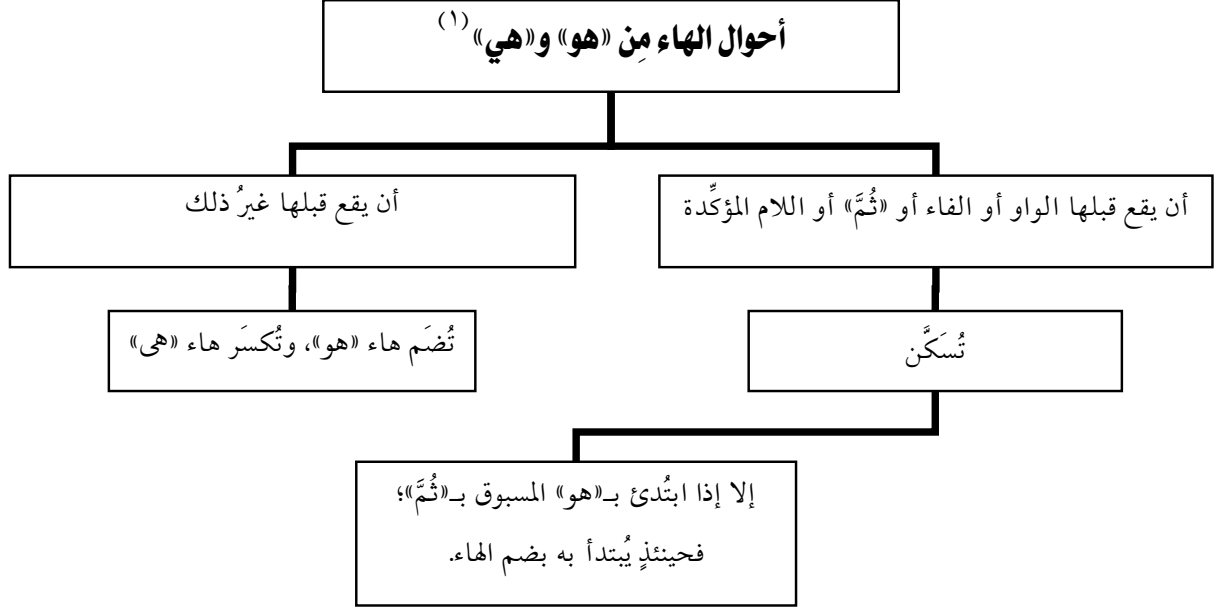 أحوال الهاء مِن «هو» و«هي» (١)
أن يقع قبلها الواو أو الفاء أو «ثُمَّ» أو اللام المؤكِّدة
أن يقع قبلها غيرُ ذلك
تُسَكَّن
تُضَم هاء «هو»، وتُكسَر هاء «هى»
إلا إذا ابتُدئ بـ«هو» المسبوق بـ«ثُمَّ»؛
فحينئذٍ يُبتدأ به بضم الهاء.